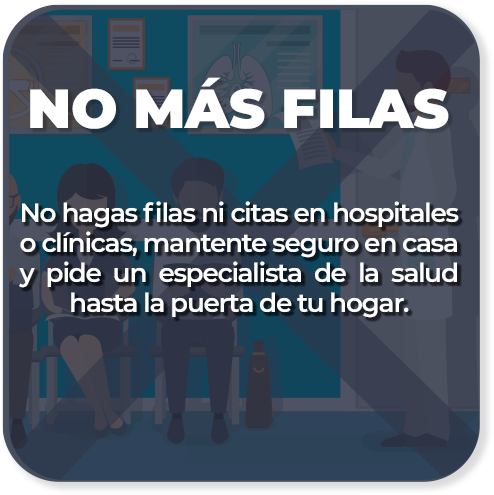 NO MÁS FILAS
No hagas filas ni citas en hospitales
o clínicas, mantente seguro en casa
y pide un especialista de la salud
hasta la puerta de tu hogar.